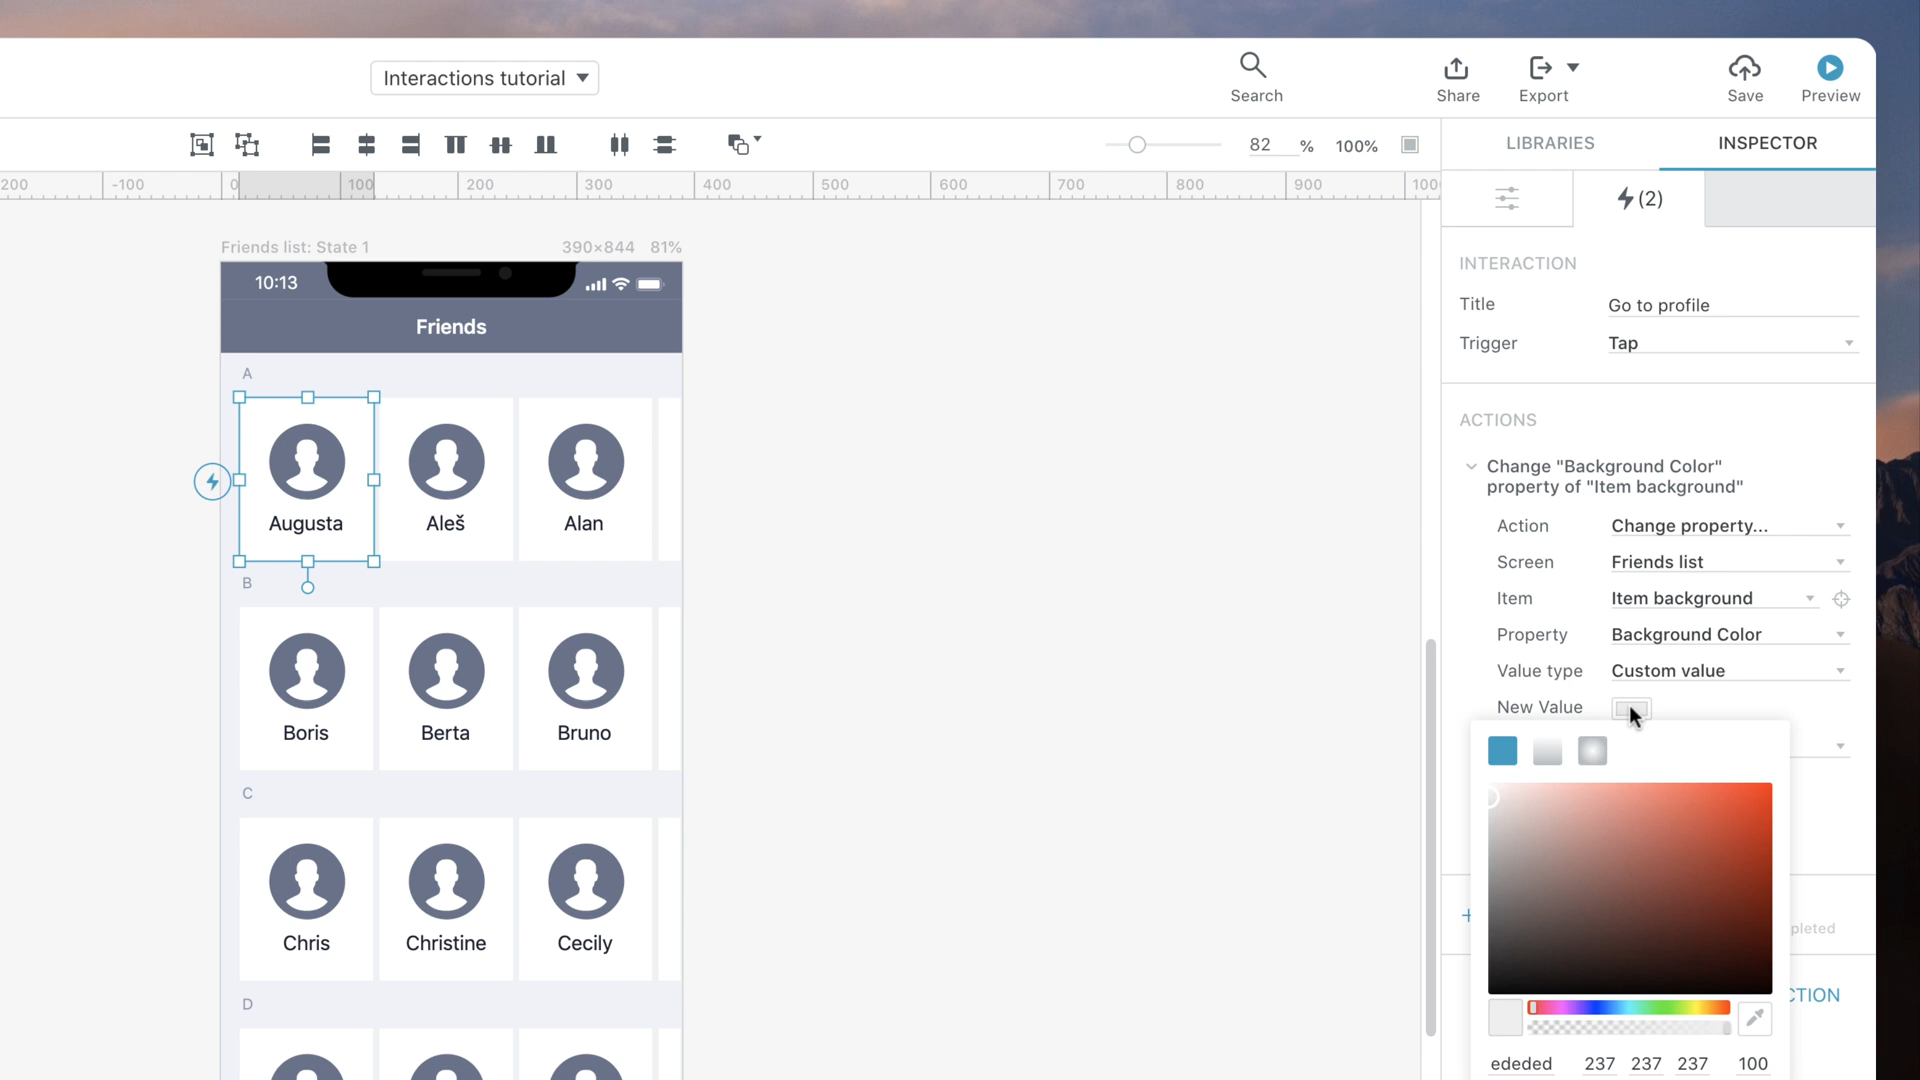 Interactions tutorial
Search
Share
Export
Save
Preview
82 % 100%
LIBRARIES
INSPECTOR
200 -100 0 100 200 300 400 500 600 700 800 900 100
(2)
Friends list: State 1 390×844 81%
INTERACTION
10:13
Title Go to profile
Friends
Trigger Tap
A
ACTIONS
Change "Background Color"
property of "Item background"
Augusta Aleš Alan
Action Change property...
Screen Friends list
B
Item Item background
Property Background Color
Value type Custom value
New Value
Boris Berta Bruno
C
+
pleted
Chris Christine Cecily
CTION
D
ededed 237 237 237 100